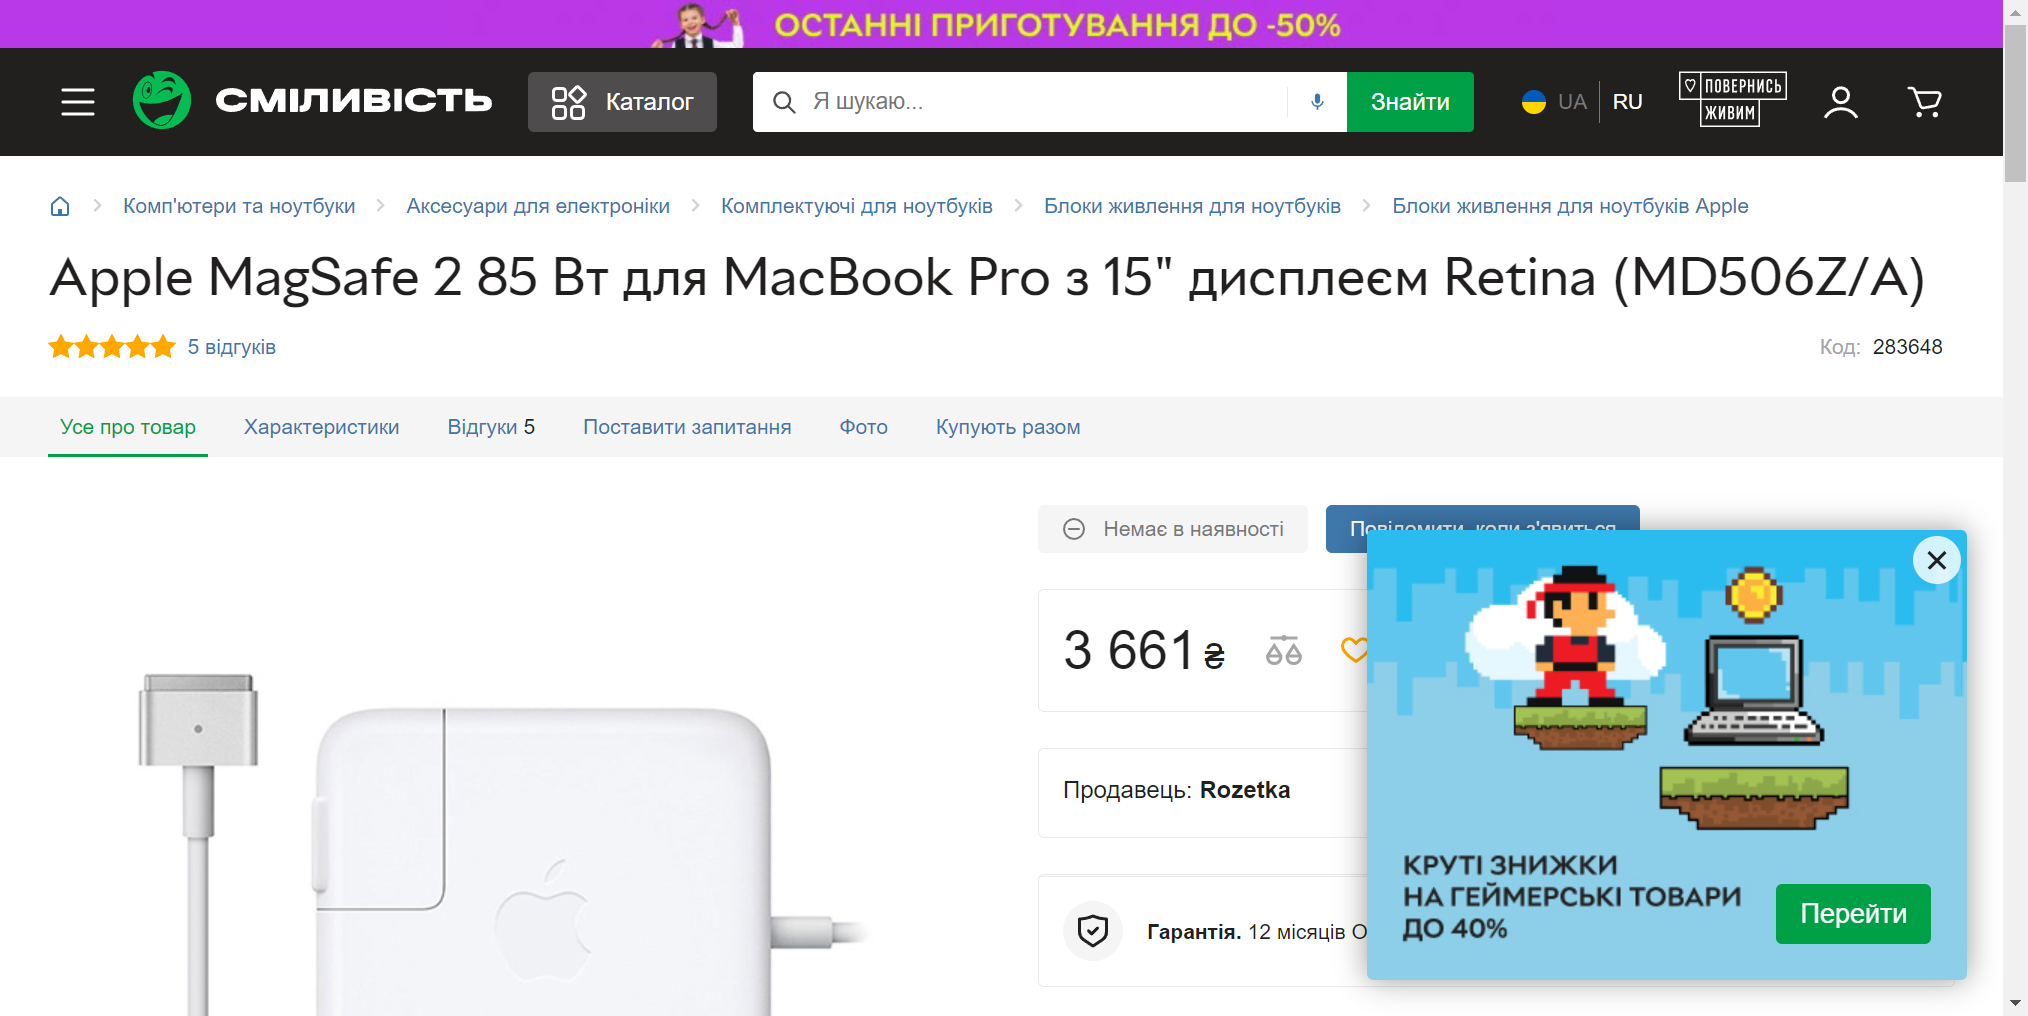 ОСТАННІ ПРИГОТУВАННЯ ДО -50%
СМІЛИВІСТЬ
Каталог
Я шукаю...
Знайти
UA
RU
ПОВЕРНИСЬ
ЖИВИМ
Комп'ютери та ноутбуки
Аксесуари для електроніки
Комплектуючі для ноутбуків
Блоки живлення для ноутбуків
Блоки живлення для ноутбуків Apple
Apple MagSafe 2 85 Вт для MacBook Pro з 15" дисплеєм Retina (MD506Z/A)
5 відгуків
Код: 283648
Усе про товар
Характеристики
Відгуки 5
Поставити запитання
Фото
Купують разом
Немає в наявності
Повідомити, коли з'явиться
3 661 ₴
Продавець: Rozetka
Гарантія. 12 місяців О
КРУТІ ЗНИЖКИ
НА ГЕЙМЕРСЬКІ ТОВАРИ
ДО 40%
Перейти